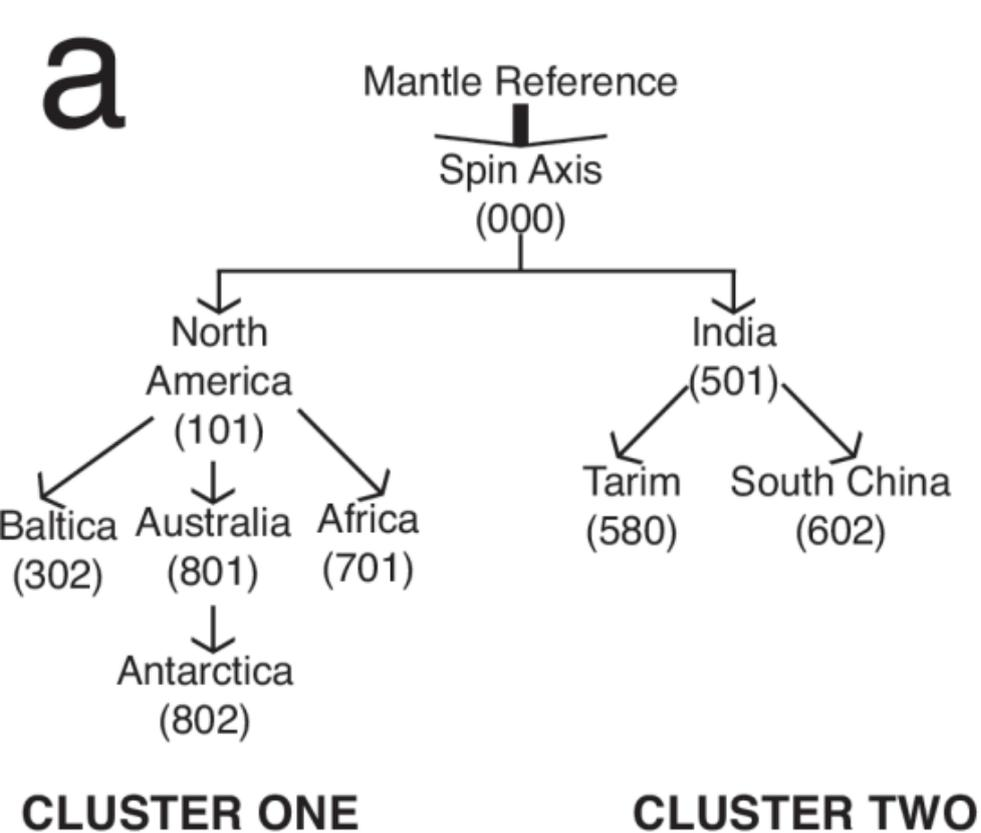 a
Mantle Reference
Spin Axis
(000)
North
America
(101)
India
(501)
Baltica
(302)
Australia
(801)
Africa
(701)
Tarim
(580)
South China
(602)
Antarctica
(802)
CLUSTER ONE
CLUSTER TWO